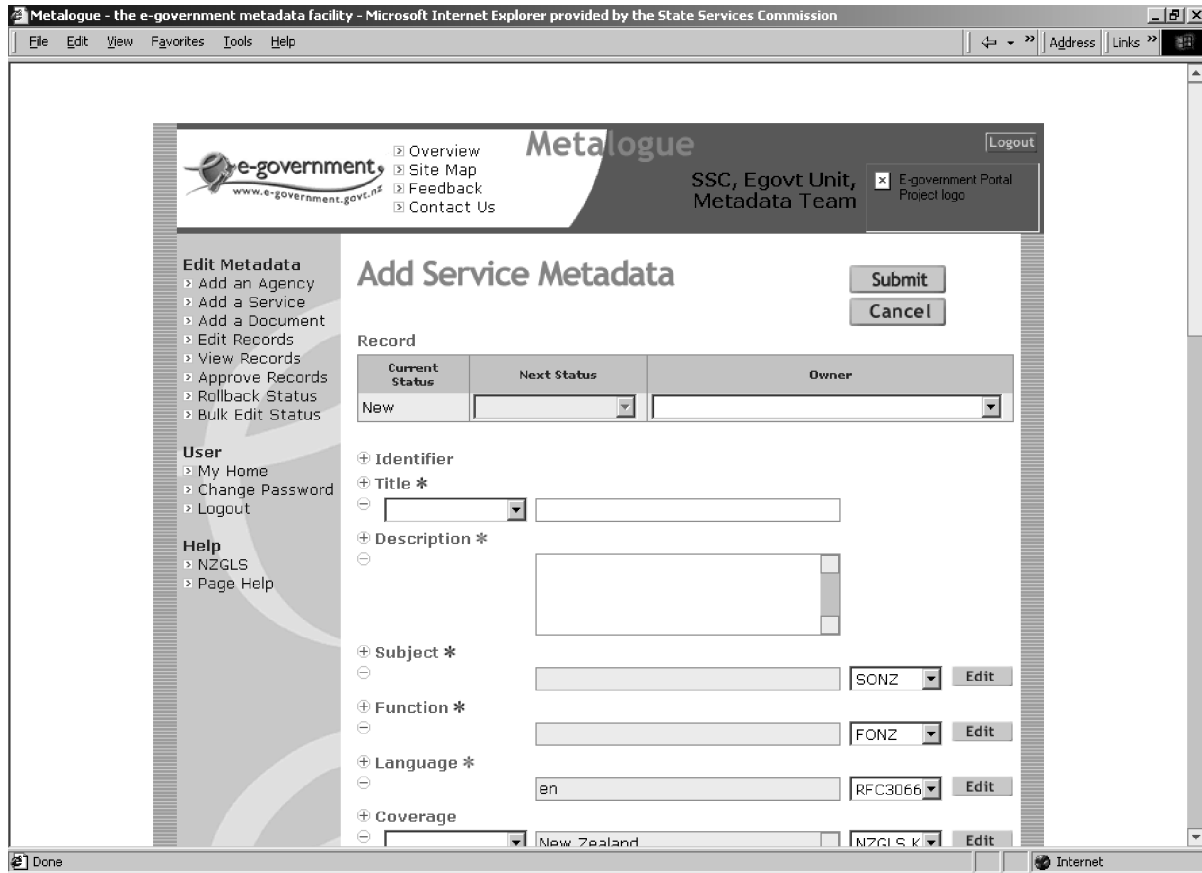 Metalogue - the e-government metadata facility - Microsoft Internet Explorer provided by the State Services Commission
File Edit View Favorites Tools Help
Address Links
e-government
www.e-government.govt.nz
Overview
Site Map
Feedback
Contact Us
Metalogue
Logout
SSC, Egovt Unit,
Metadata Team
E-government Portal
Project logo
Edit Metadata
Add an Agency
Add a Service
Add a Document
Edit Records
View Records
Approve Records
Rollback Status
Bulk Edit Status
User
My Home
Change Password
Logout
Help
NZGLS
Page Help
Add Service Metadata
Submit
Cancel
Record
Current
Status
Next Status
Owner
New
Identifier
Title *
Description *
Subject *
SONZ Edit
Function *
FONZ Edit
Language *
en RFC3066 Edit
Coverage
New Zealand NZGLS K Edit
Done Internet